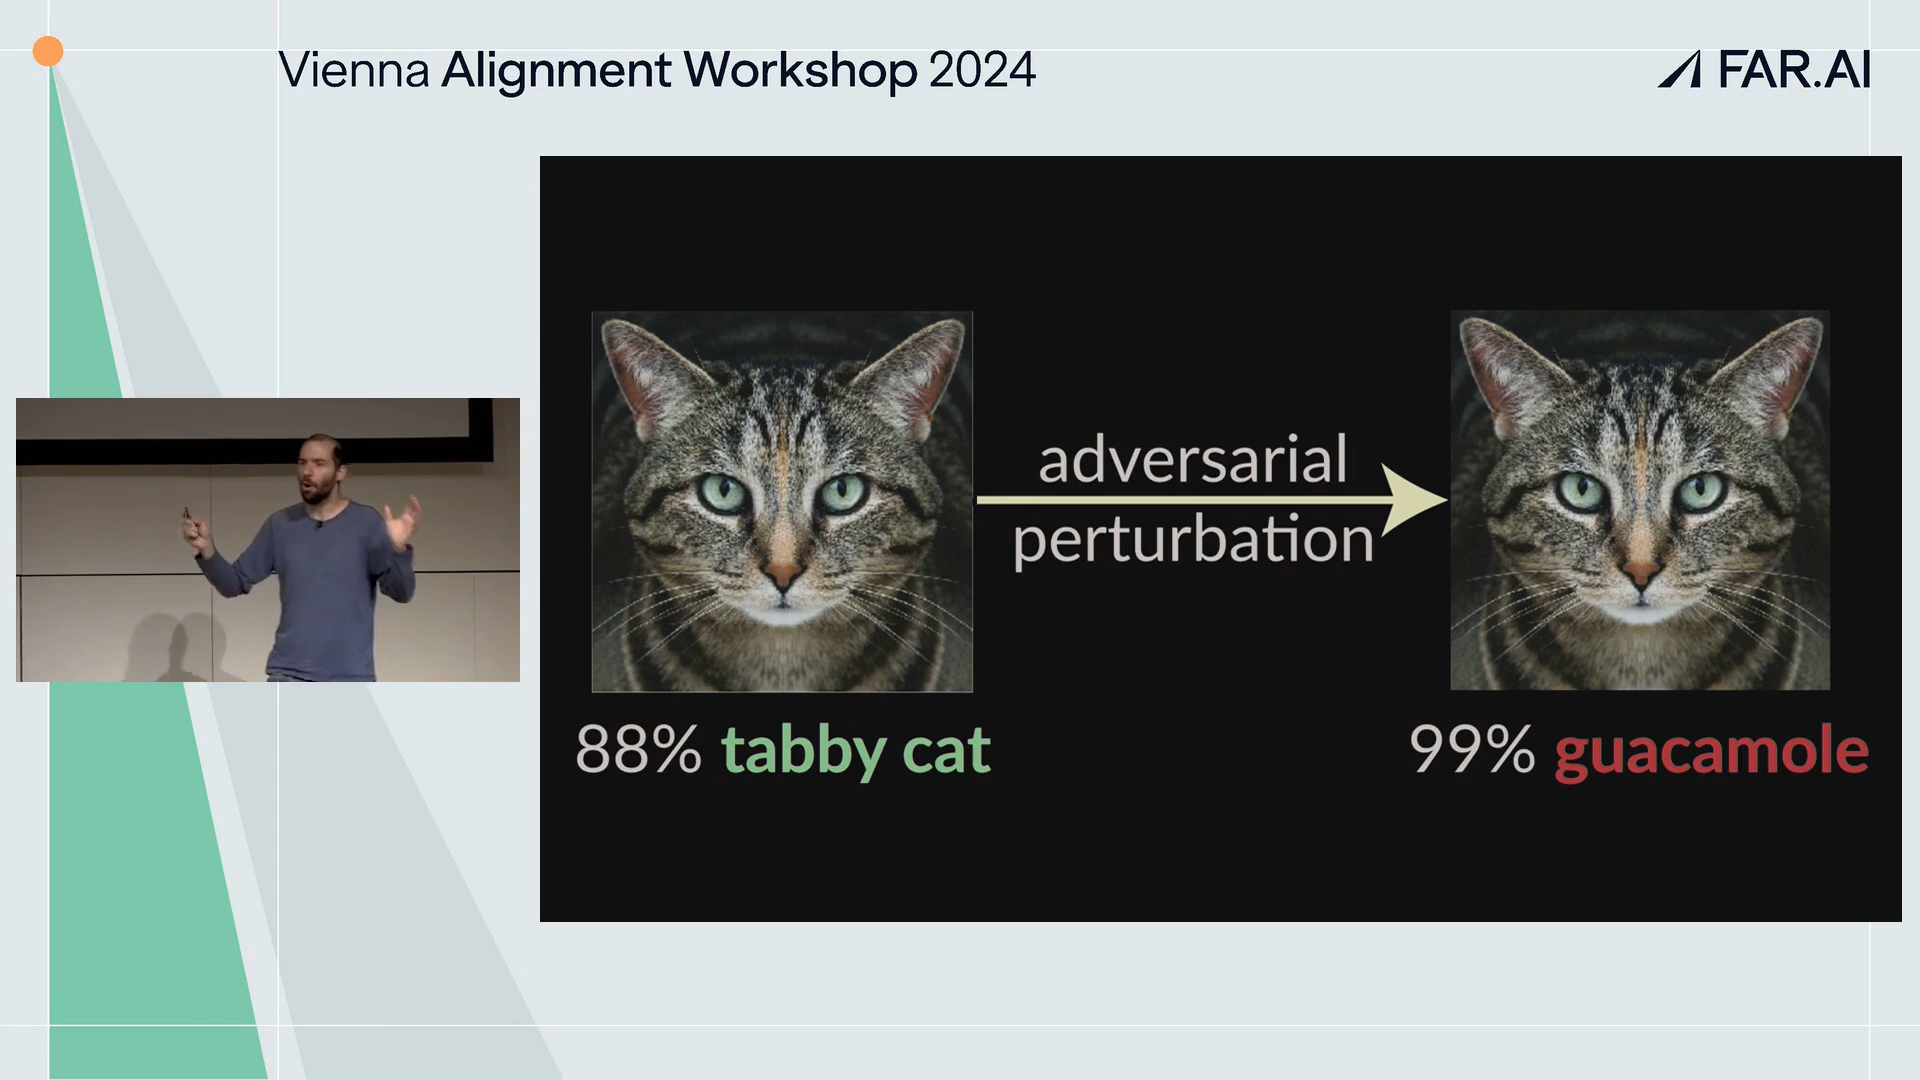 Vienna Alignment Workshop 2024
FAR.AI
adversarial
perturbation
88% tabby cat
99% guacamole